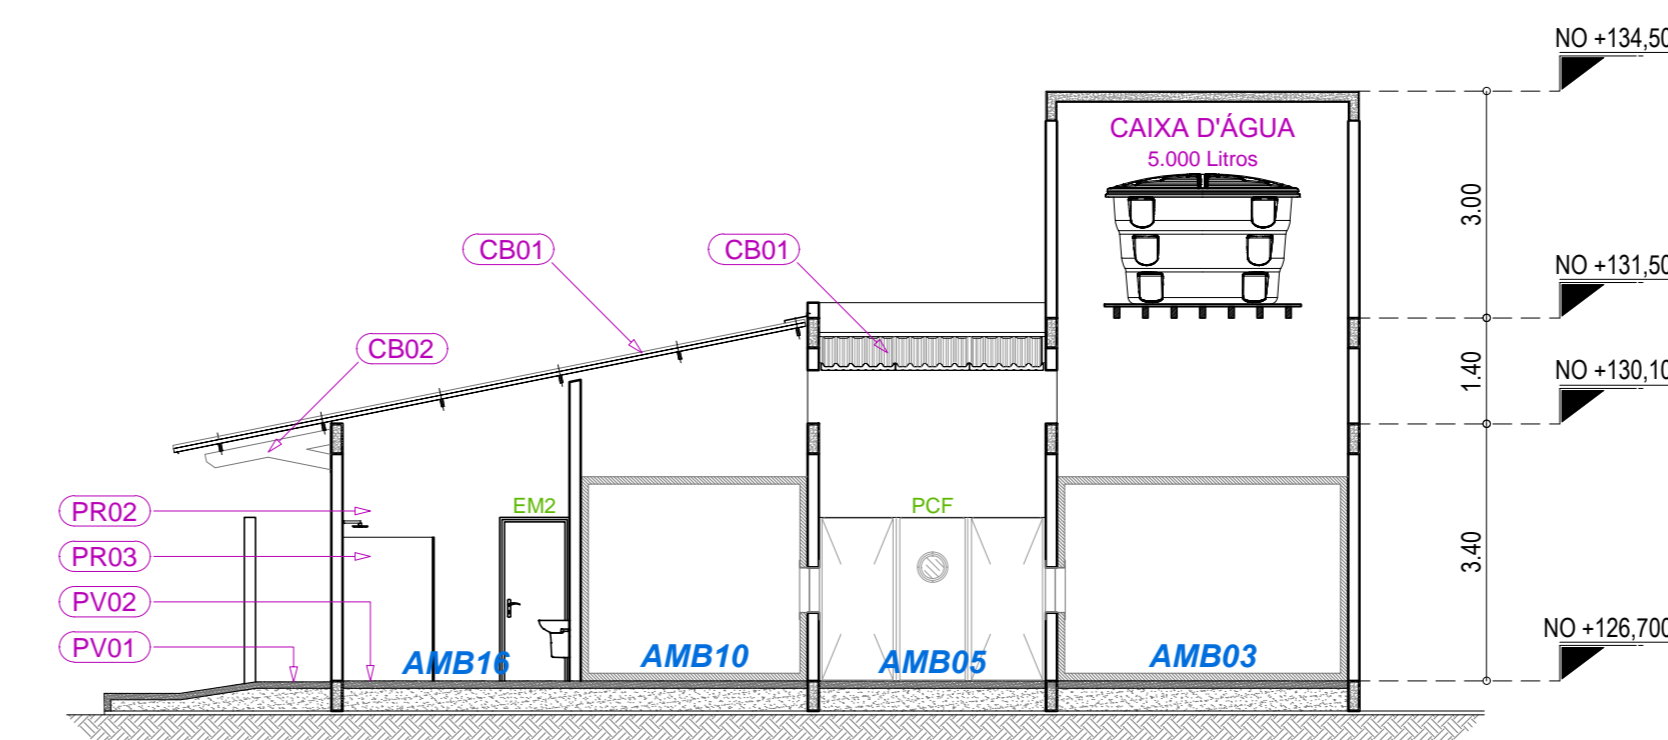 NO +134,50
CAIXA D'ÁGUA
5.000 Litros
3.00
CB01
CB01
NO +131,50
CB02
1.40
NO +130,10
PR02
EM2
PCF
PR03
3.40
PV02
PV01
NO +126,700
AMB16
AMB10
AMB05
AMB03